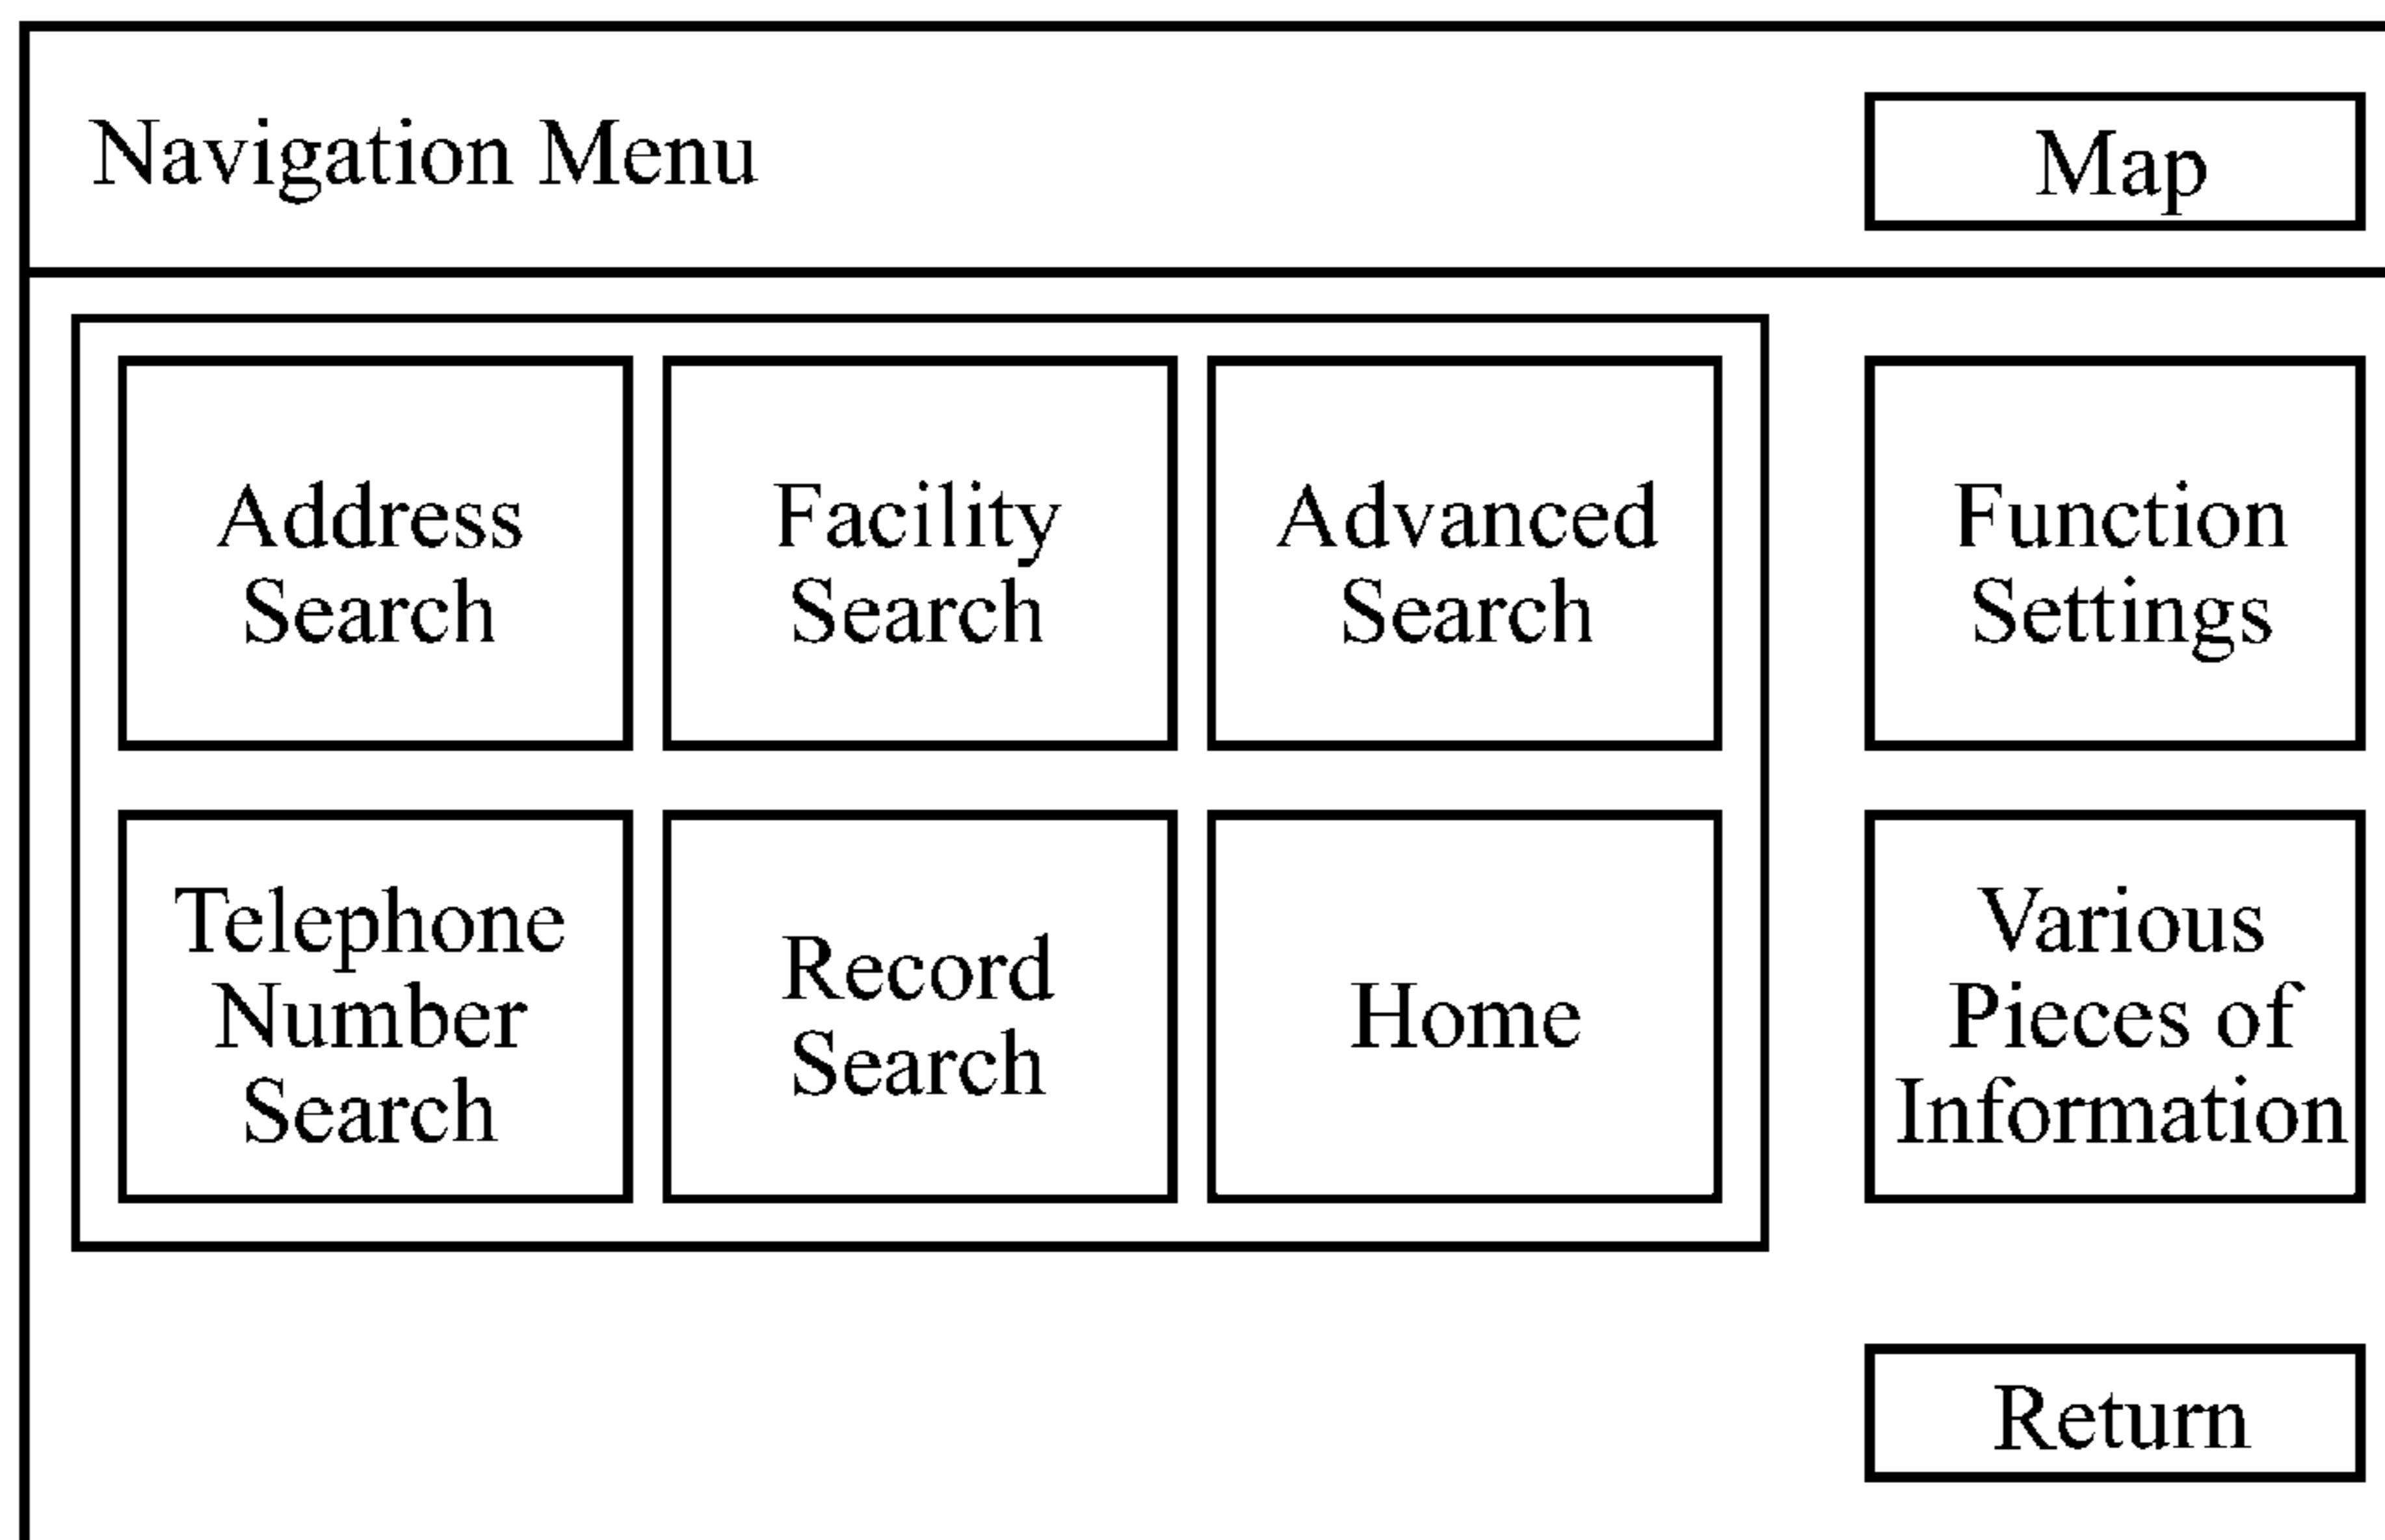 Navigation Menu
Map
Address
Search
Facility
Search
Advanced
Search
Function
Settings
Telephone
Number
Search
Record
Search
Home
Various
Pieces of
Information
Return